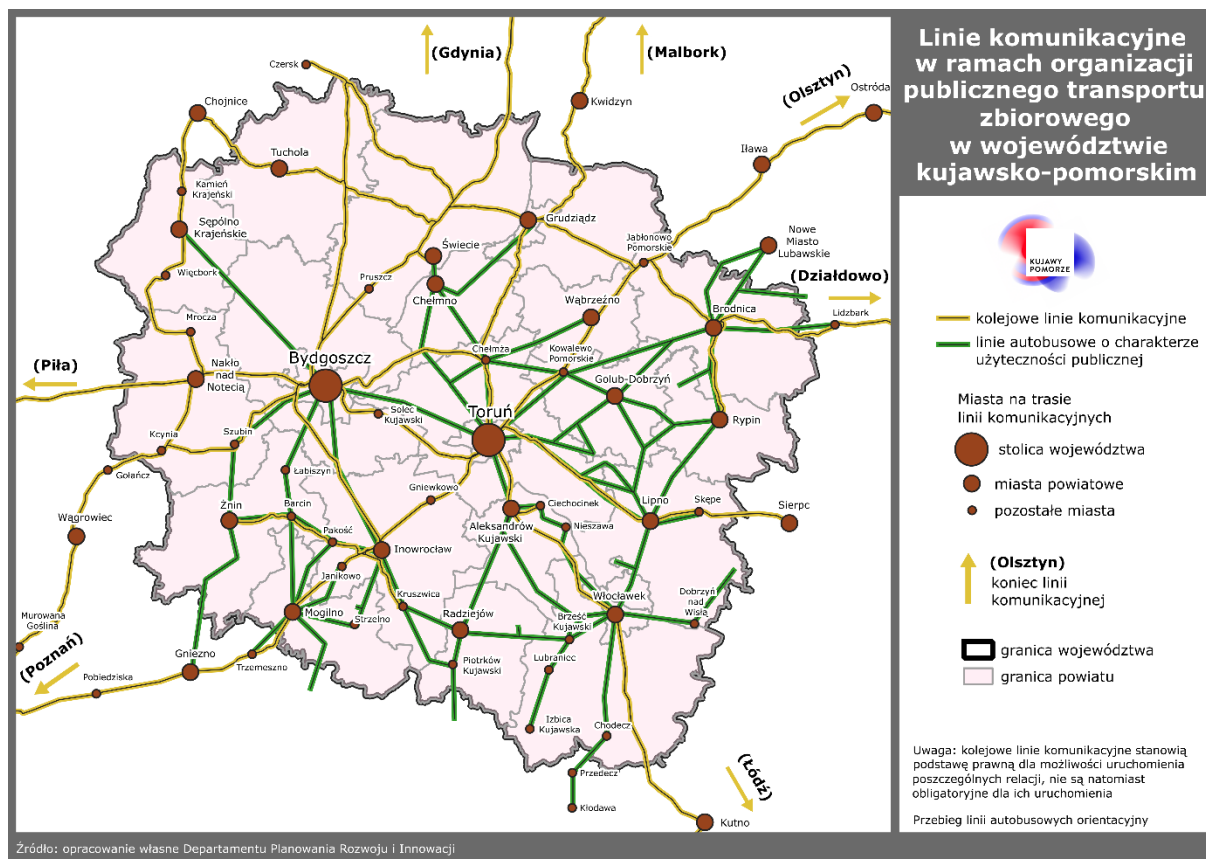 Linie komunikacyjne
w ramach organizacji
publicznego transportu
zbiorowego
w województwie
kujawsko-pomorskim
KUJAWY
POMORZE
kolejowe linie komunikacyjne
linie autobusowe o charakterze
użyteczności publicznej
Miasta na trasie
linii komunikacyjnych
stolica województwa
miasta powiatowe
pozostałe miasta
(Olsztyn)
koniec linii
komunikacyjnej
granica województwa
granica powiatu
Uwaga: kolejowe linie komunikacyjne stanowią
podstawę prawną dla możliwości uruchomienia
poszczególnych relacji, nie są natomiast
obligatoryjne dla ich uruchomienia
Przebieg linii autobusowych orientacyjny
(Gdynia)
(Malbork)
(Olsztyn)
Czersk
Ostróda
Chojnice
Kwidzyn
Tuchola
Iława
Kamień
Krajeński
Sępólno
Krajeńskie
Grudziądz
Nowe
Miasto
Lubawskie
Świecie
Jabłonowo
Pomorskie
Więcbork
Pruszcz
(Działdowo)
Chełmno
Wąbrzeźno
Brodnica
Lidzbark
Mrocza
Bydgoszcz
Chełmża
Kowalewo
Pomorskie
(Piła)
Nakło
nad
Notecią
Golub-Dobrzyń
Solec
Kujawski
Toruń
Rypin
Kcynia
Szubin
Gołańcz
Łabiszyn
Gniewkowo
Ciechocinek
Lipno
Skępe
Sierpc
Żnin
Barcin
Wągrowiec
Pakość
Aleksandrów
Kujawski
Nieszawa
Inowrocław
Janikowo
Murowana
Goślina
Mogilno
Kruszwica
Strzelno
Radziejów
Brześć
Kujawski
Włocławek
Dobrzyń
nad
Wisłą
(Poznań)
Gniezno
Trzemeszno
Piotrków
Kujawski
Lubraniec
Pobiedziska
Izbica
Kujawska
Chodecz
Przedecz
(Łódź)
Kłodawa
Kutno
Źródło: opracowanie własne Departamentu Planowania Rozwoju i Innowacji